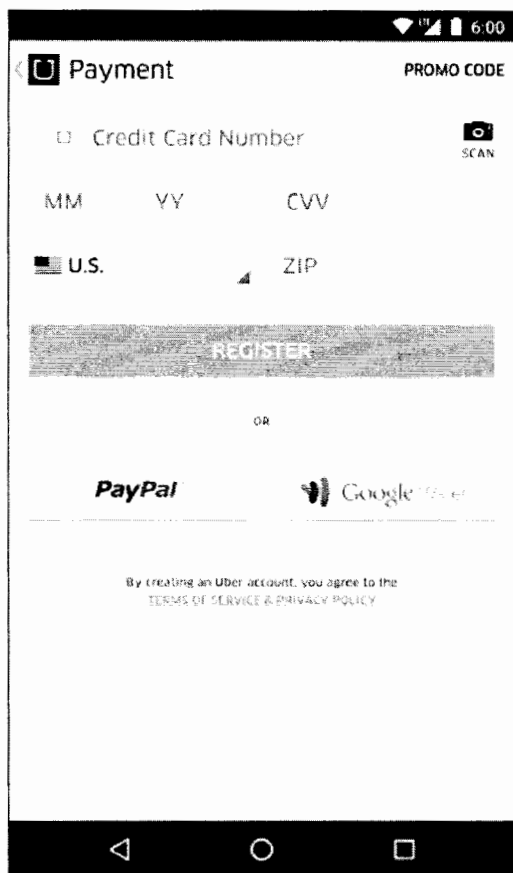 LTE 6:00
Payment PROMO CODE
Credit Card Number
SCAN
MM YY CVV
U.S. ZIP
REGISTER
OR
PayPal Google
By creating an Uber account, you agree to the
TERMS OF SERVICE & PRIVACY POLICY